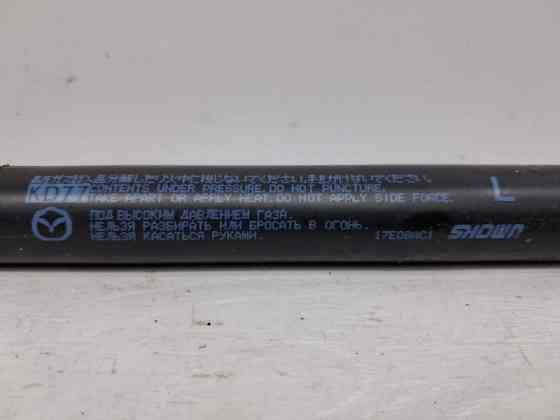 KD77
CONTENTS UNDER PRESSURE.DO NOT PUNCTURE.
TAKE APART OR APPLY HEAT.DO NOT APPLY SIDE FORCE.
L
ПОД ВЫСОКИМ ДАВЛЕНИЕМ ГАЗА.
НЕЛЬЗЯ РАЗБИРАТЬ ИЛИ БРОСАТЬ В ОГОНЬ.
НЕЛЬЗЯ КАСАТЬСЯ РУКАМИ.
17E08HC1 SHOWA